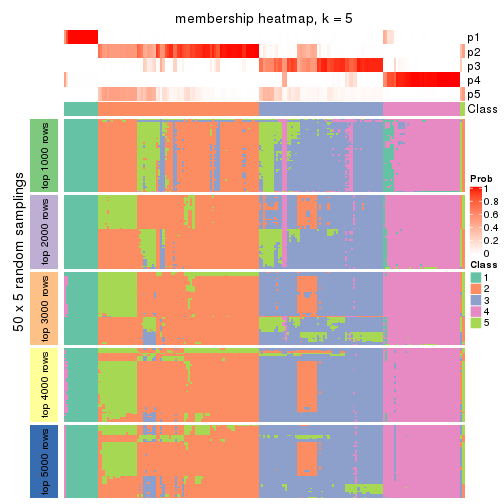 membership heatmap, k = 5
p1
p2
p3
p4
p5
Class
50 x 5 random samplings
top 1000 rows
top 2000 rows
top 3000 rows
top 4000 rows
top 5000 rows
Prob
1
0.8
0.6
0.4
0.2
0
Class
1
2
3
4
5